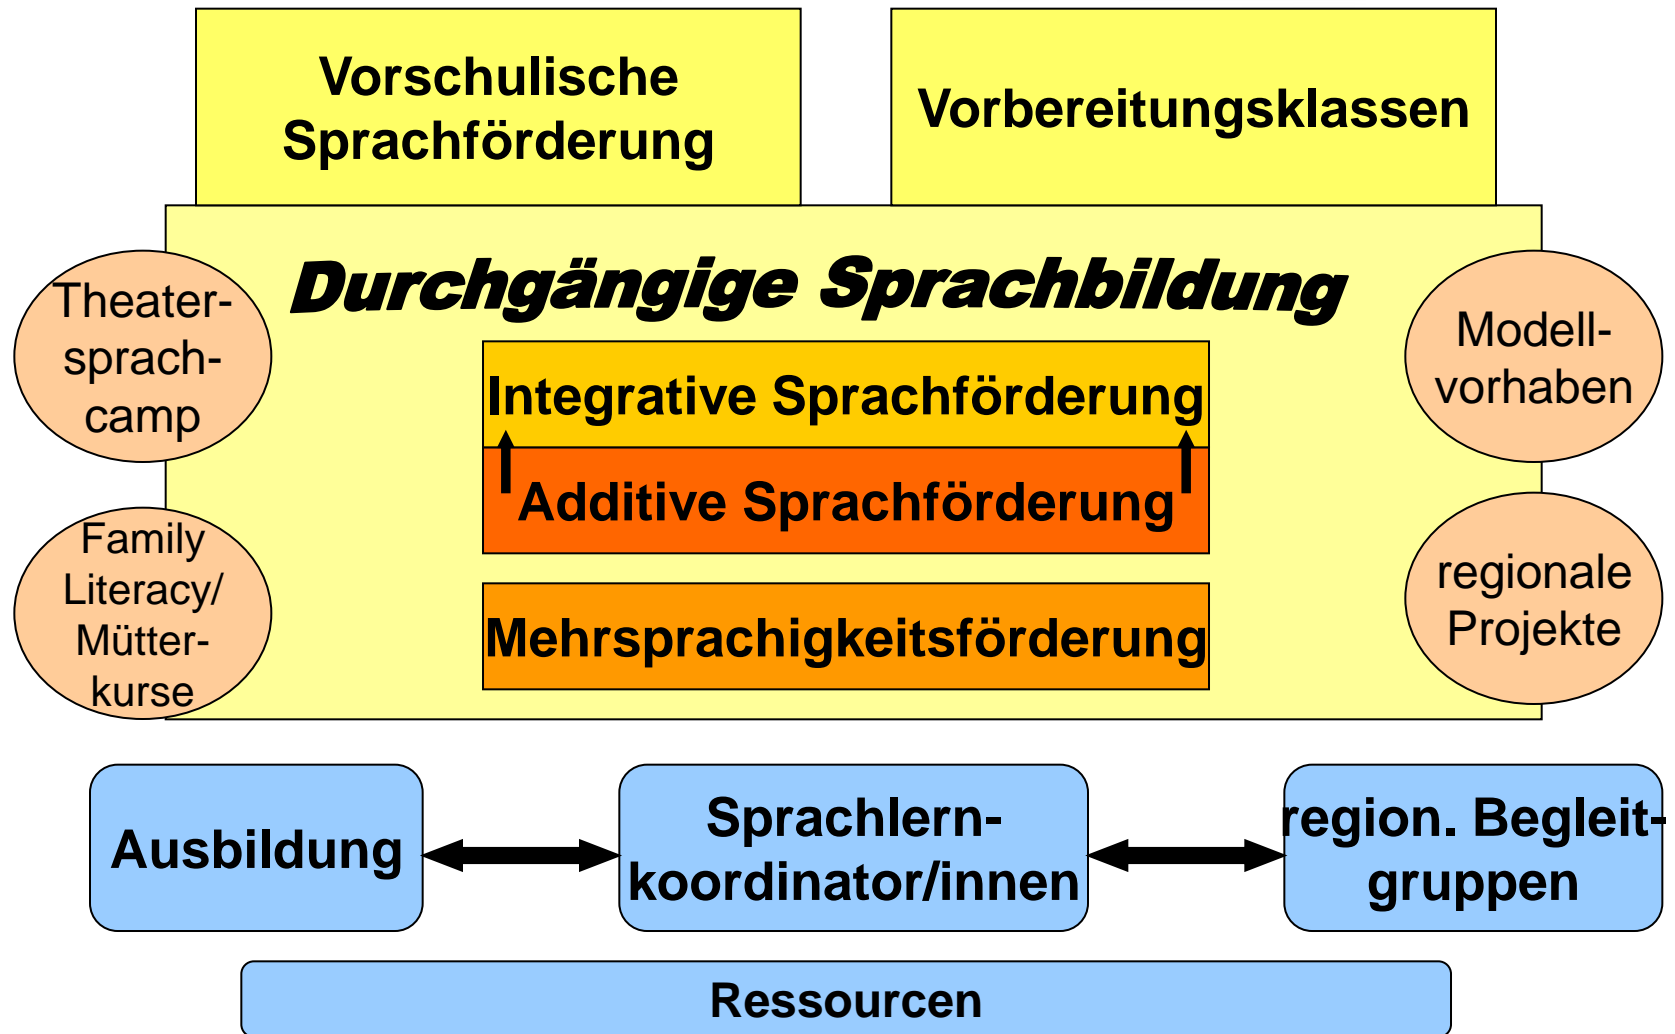 Vorschulische
Sprachförderung
Vorbereitungsklassen
Durchgängige Sprachbildung
Theater-
sprach-
camp
Modell-
vorhaben
Integrative Sprachförderung
Additive Sprachförderung
Family
Literacy/
Mütter-
kurse
regionale
Projekte
Mehrsprachigkeitsförderung
Ausbildung
Sprachlern-
koordinator/innen
region. Begleit-
gruppen
Ressourcen